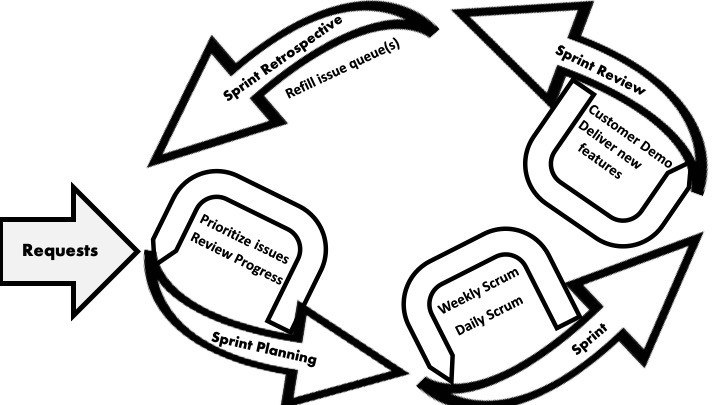 Sprint Retrospective
Refill issue queue(s)
Sprint Review
Customer Demo
Deliver new
features
Requests
Prioritize issues
Review Progress
Sprint Planning
Weekly Scrum
Daily Scrum
Sprint